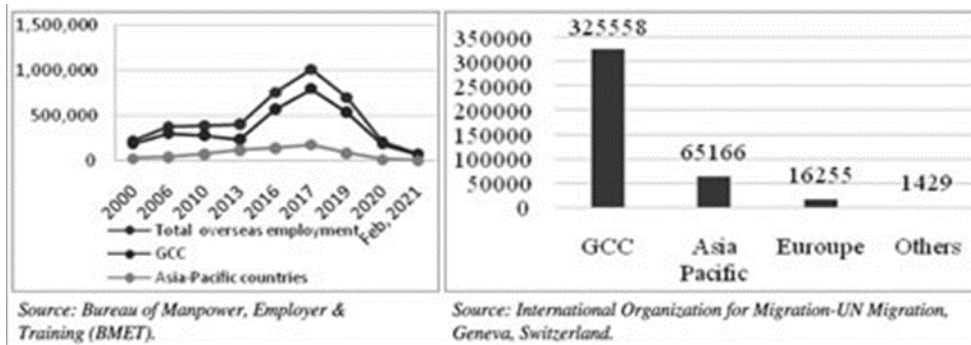 1,500,000
1,000,000
500,000
0
2000
2006
2010
2013
2016
2017
2019
2020
Feb, 2021
Total overseas employment
GCC
Asia-Pacific countries
Source: Bureau of Manpower, Employer &
Training (BMET).
350000
300000
250000
200000
150000
100000
50000
0
325558
65166
16255
1429
GCC
Asia
Pacific
Euroupe
Others
Source: International Organization for Migration-UN Migration,
Geneva, Switzerland.